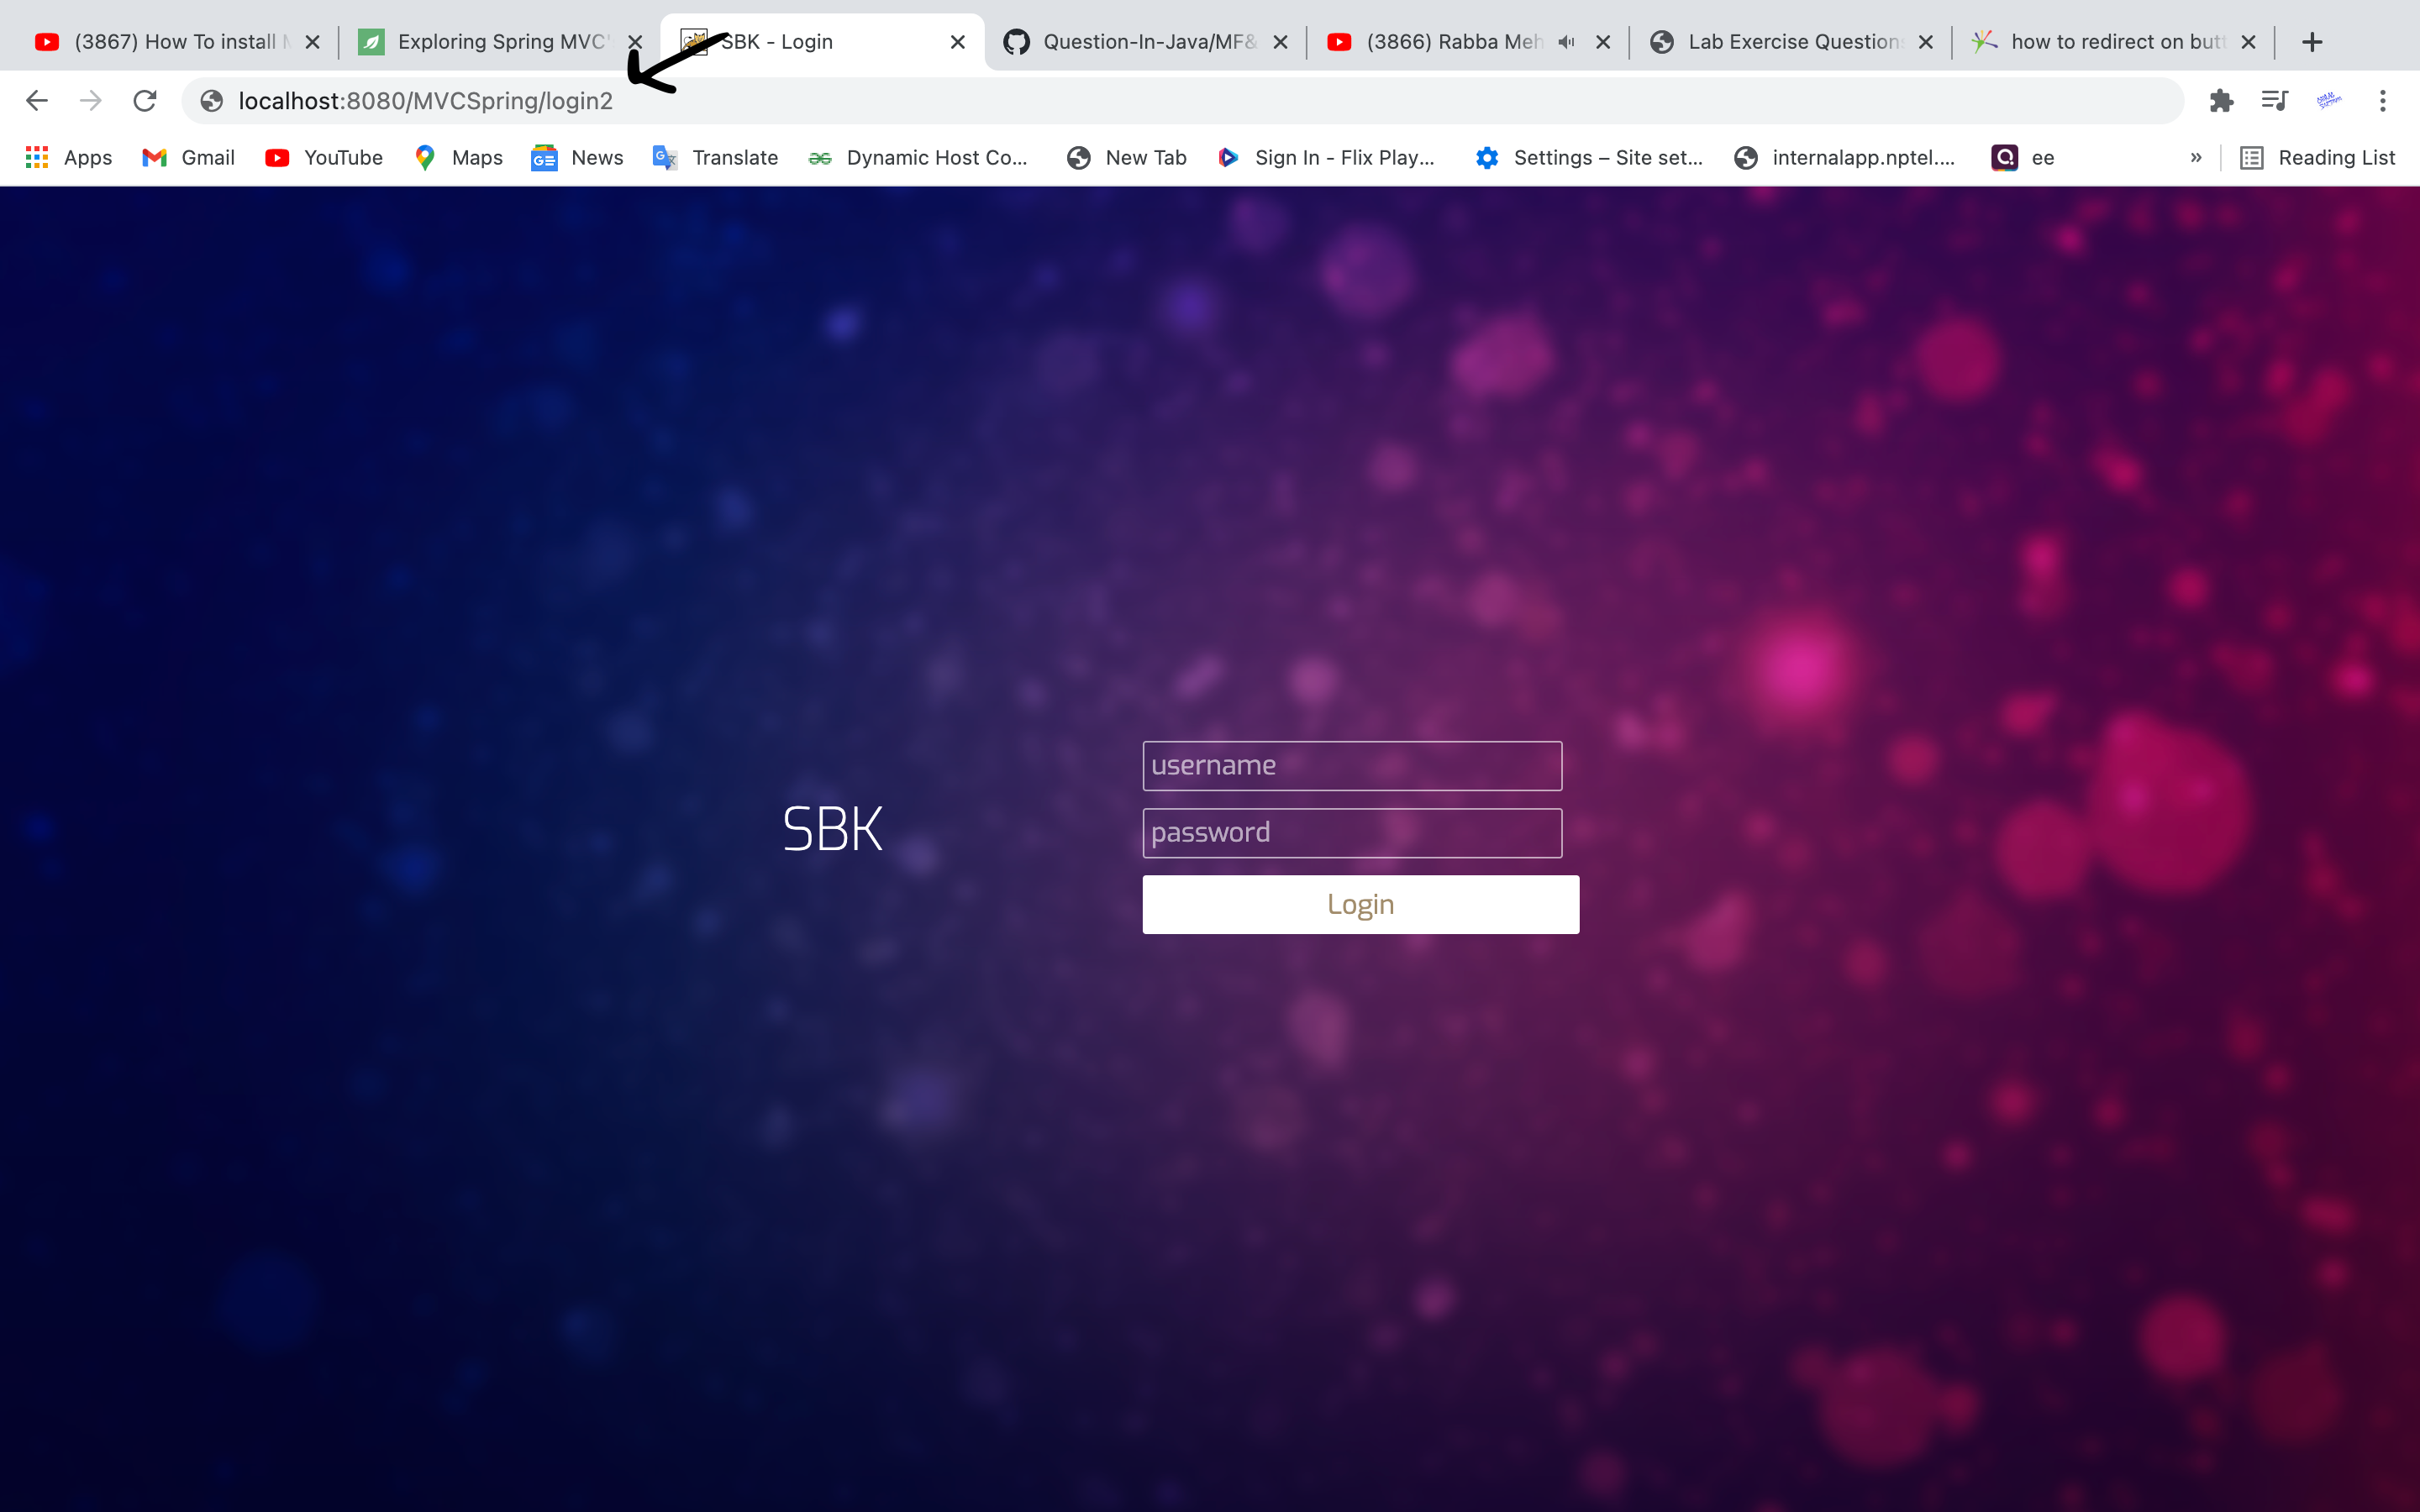 (3867) How To install
Exploring Spring MVC'
SBK - Login
Question-In-Java/MF&
(3866) Rabba Meh
Lab Exercise Question
how to redirect on but
localhost:8080/MVCSpring/login2
Apps
Gmail
YouTube
Maps
News
Translate
Dynamic Host Co...
New Tab
Sign In - Flix Play...
Settings – Site set...
internalapp.nptel....
ee
»
Reading List
username
SBK
password
Login